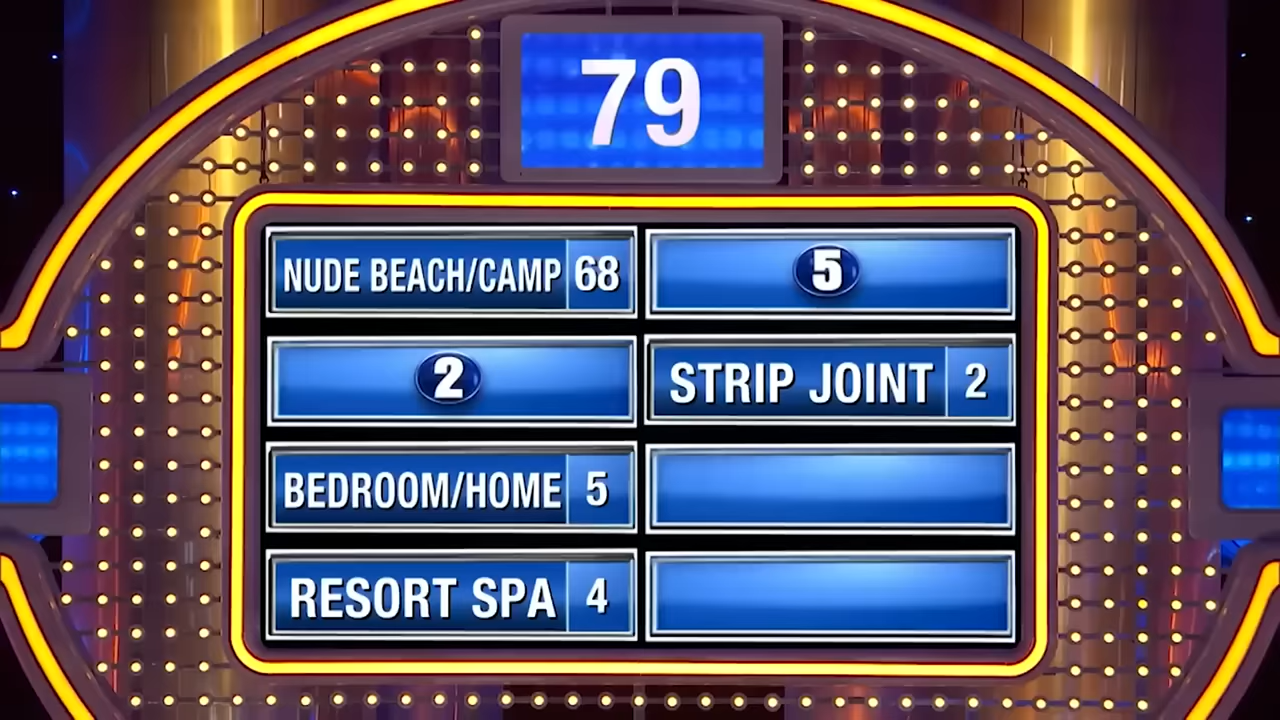 79
NUDE BEACH/CAMP 68
5
2
STRIP JOINT 2
BEDROOM/HOME 5
RESORT SPA 4